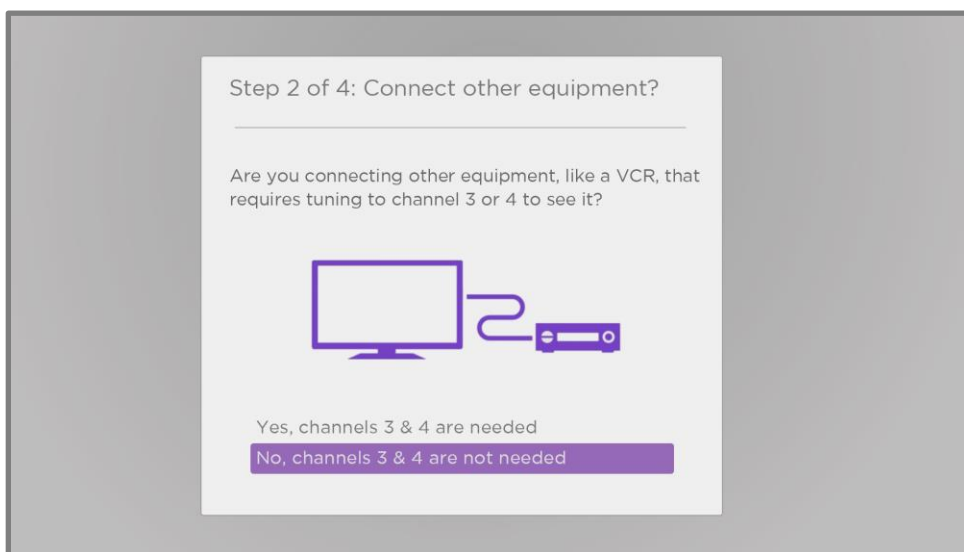 Step 2 of 4: Connect other equipment?
Are you connecting other equipment, like a VCR, that
requires tuning to channel 3 or 4 to see it?
Yes, channels 3 & 4 are needed
No, channels 3 & 4 are not needed